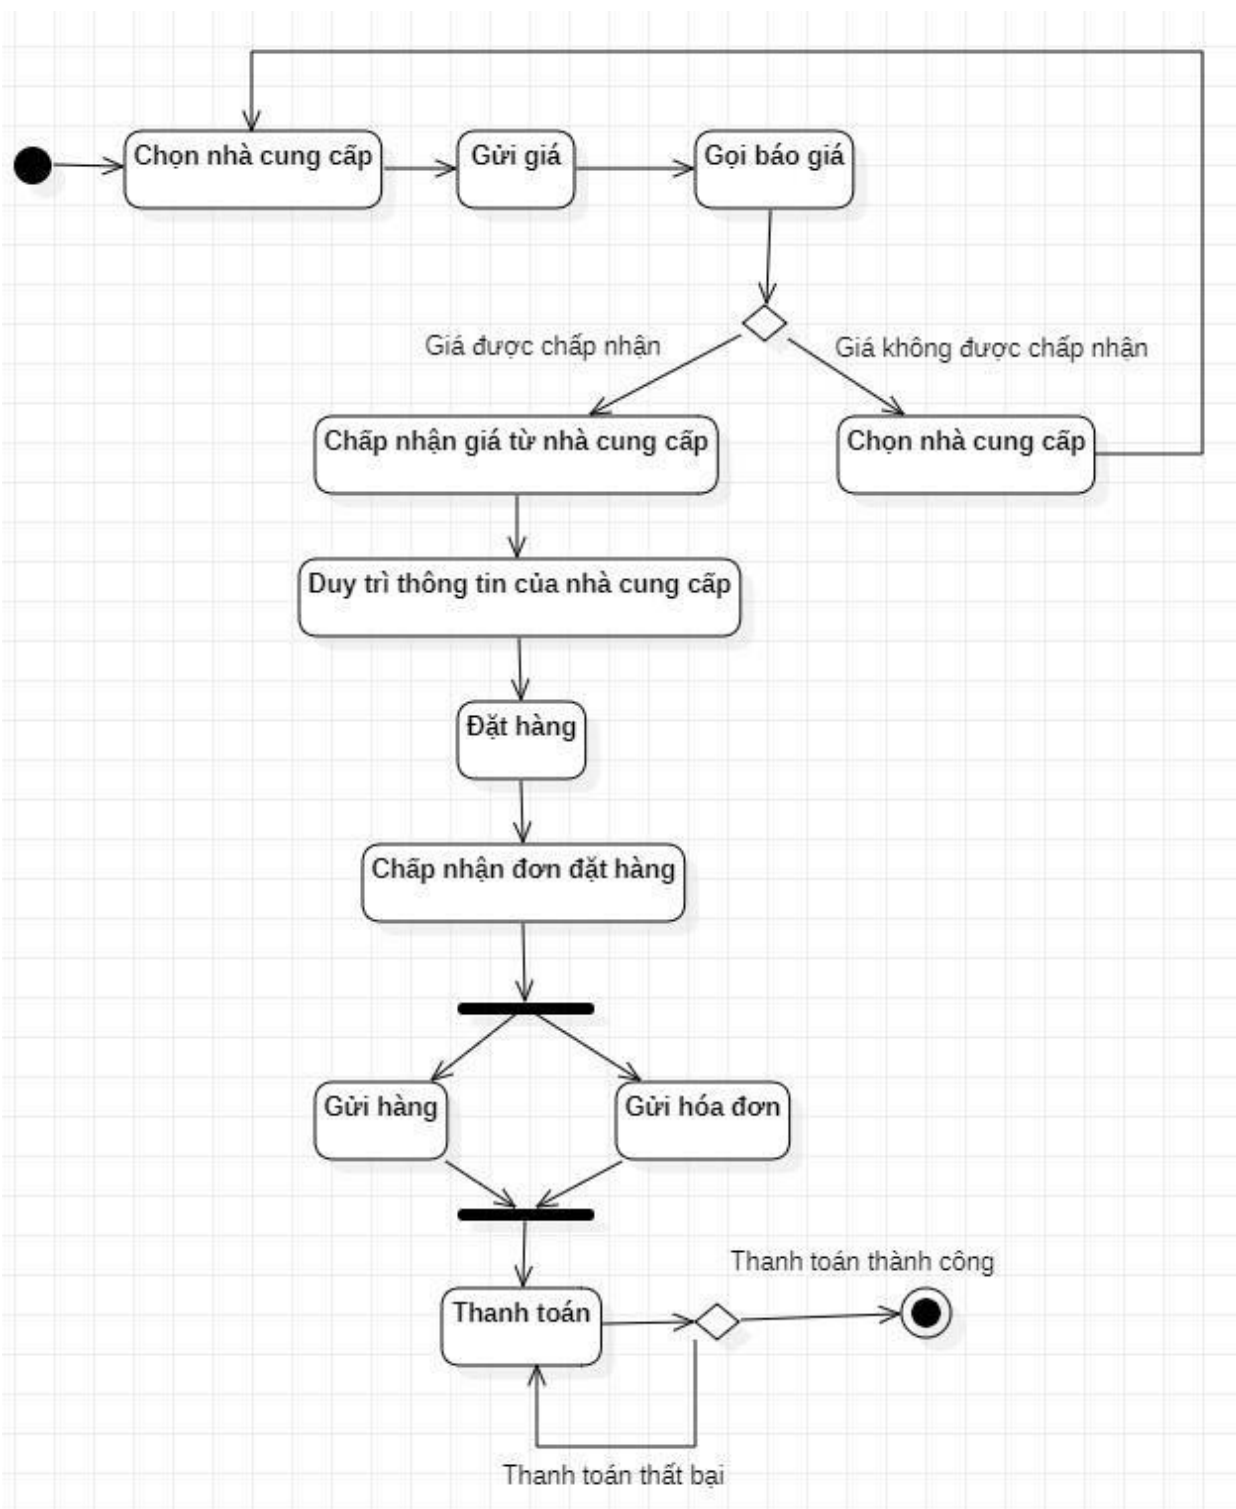 Chọn nhà cung cấp
Gửi giá
Gọi báo giá
Giá được chấp nhận
Giá không được chấp nhận
Chấp nhận giá từ nhà cung cấp
Chọn nhà cung cấp
Duy trì thông tin của nhà cung cấp
Đặt hàng
Chấp nhận đơn đặt hàng
Gửi hàng
Gửi hóa đơn
Thanh toán thành công
Thanh toán
Thanh toán thất bại